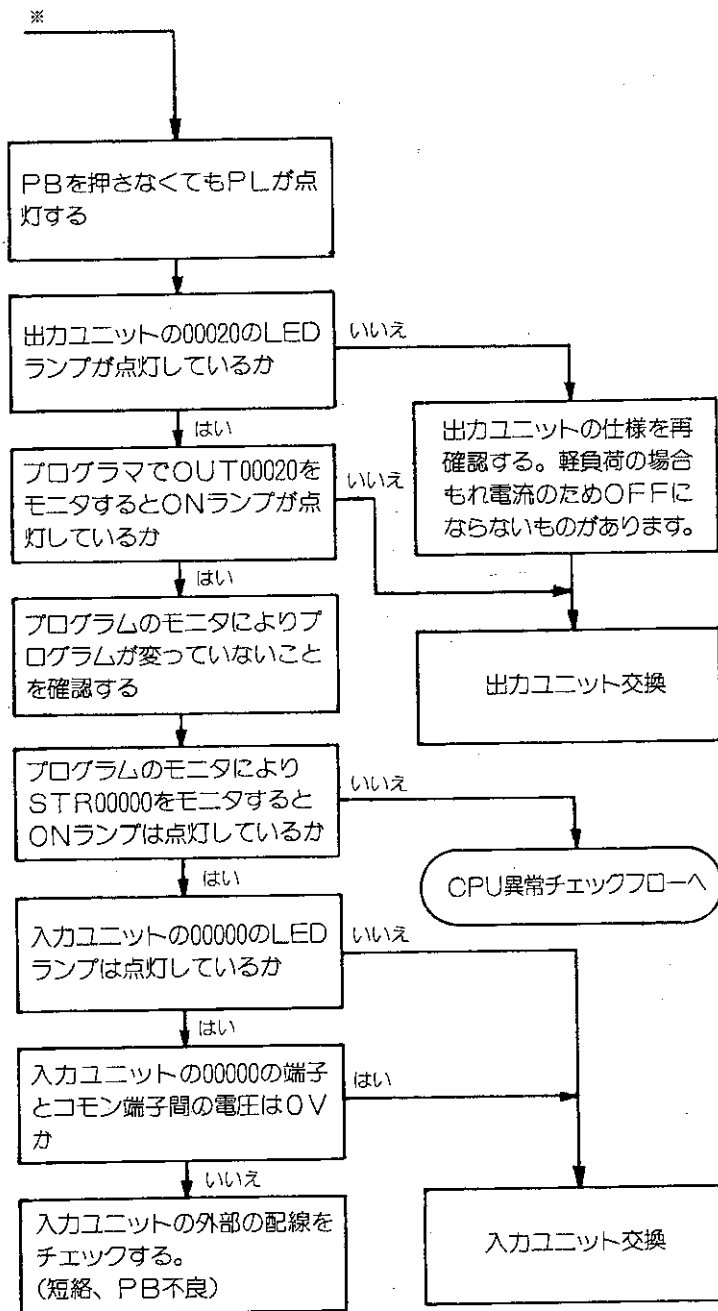 ※
PBを押さなくてもPLが点
灯する
出力ユニットの00020のLED
ランプが点灯しているか
いいえ
はい
出力ユニットの仕様を再
確認する。軽負荷の場合
もれ電流のためOFFに
ならないものがあります。
プログラマでOUT00020を
モニタするとONランプが点
灯しているか
いいえ
はい
出力ユニット交換
プログラムのモニタによりプ
ログラムが変っていないこと
を確認する
プログラムのモニタにより
STR00000をモニタすると
ONランプは点灯しているか
いいえ
はい
CPU異常チェックフローへ
入力ユニットの00000のLED
ランプは点灯しているか
いいえ
はい
入力ユニットの00000の端子
とコモン端子間の電圧は0V
か
はい
いいえ
入力ユニット交換
入力ユニットの外部の配線を
チェックする。
(短絡、PB不良)